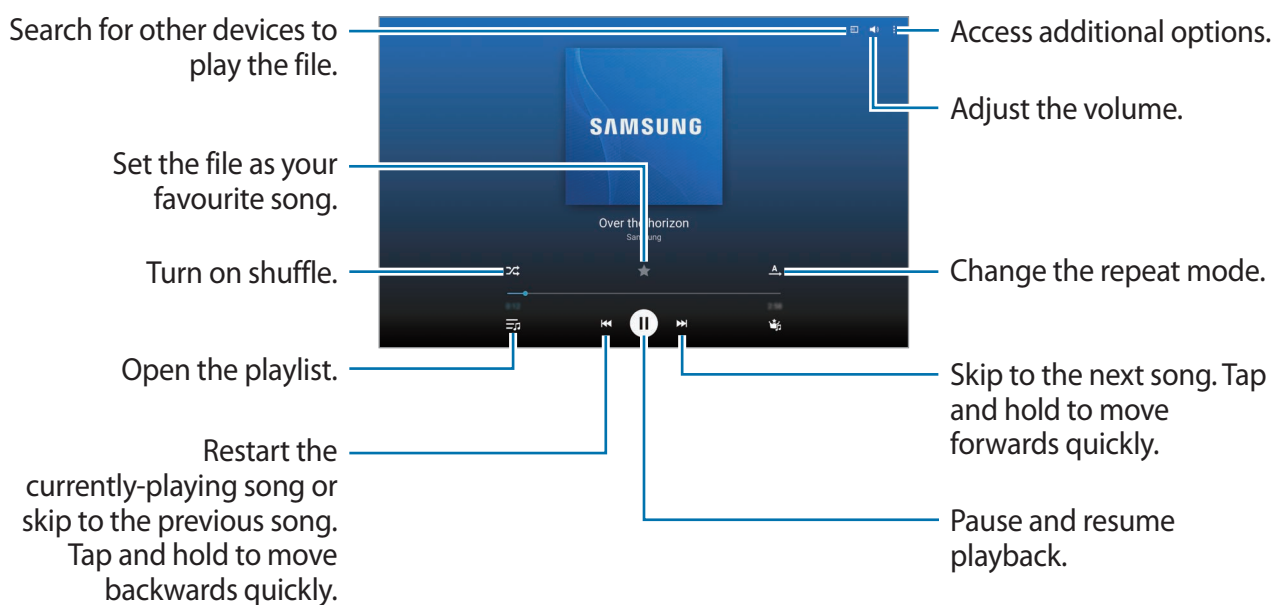 Search for other devices to
play the file.
Access additional options.
Adjust the volume.
SAMSUNG
Set the file as your
favourite song.
Over the horizon
Samsung
Turn on shuffle.
A
Change the repeat mode.
Open the playlist.
Skip to the next song. Tap
and hold to move
forwards quickly.
Restart the
currently-playing song or
skip to the previous song.
Tap and hold to move
backwards quickly.
Pause and resume
playback.